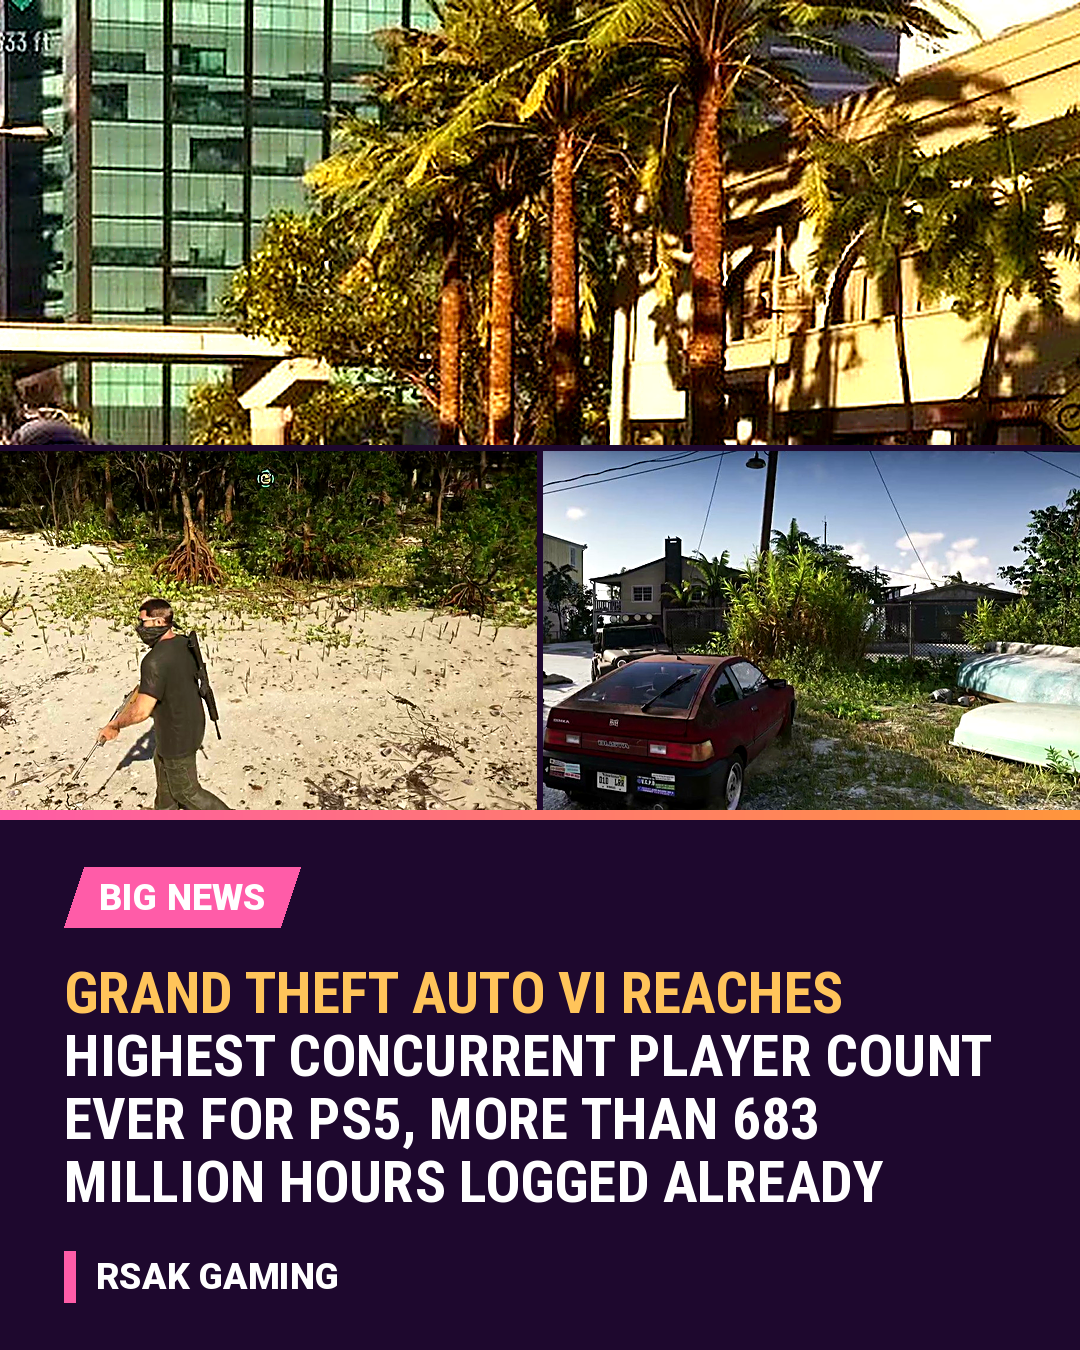 33 ft
BIG NEWS
GRAND THEFT AUTO VI REACHES
HIGHEST CONCURRENT PLAYER COUNT
EVER FOR PS5, MORE THAN 683
MILLION HOURS LOGGED ALREADY
RSAK GAMING